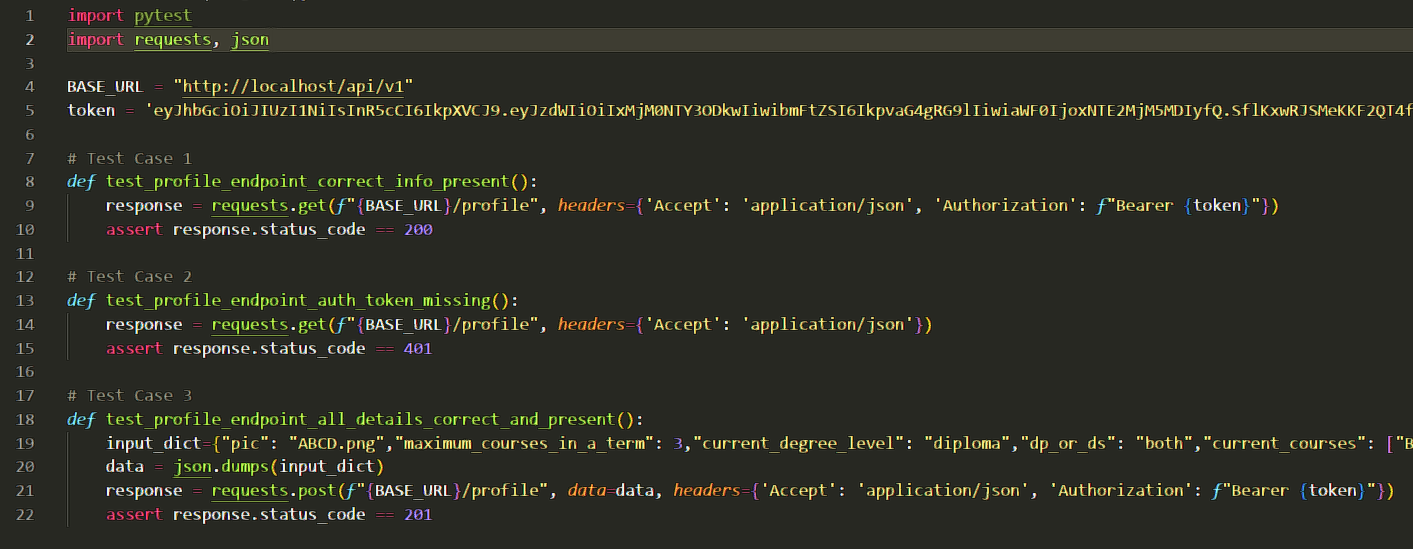 1 import pytest
2 import requests, json
3
4 BASE_URL = "http://localhost/api/v1"
5 token = 'eyJhbGciOiJIUzI1NiIsInR5cCI6IkpXVCJ9.eyJzdWIiOiIxMjM0NTY3ODkwIiwibmFtZSI6IkpvaG4gRG9lIiwiaWF0IjoxNTE2MjM5MDIyfQ.SflKxwRJSMeKKF2QT4f
6
7 # Test Case 1
8 def test_profile_endpoint_correct_info_present():
9 response = requests.get(f"{BASE_URL}/profile", headers={'Accept': 'application/json', 'Authorization': f"Bearer {token}"})
10 assert response.status_code == 200
11
12 # Test Case 2
13 def test_profile_endpoint_auth_token_missing():
14 response = requests.get(f"{BASE_URL}/profile", headers={'Accept': 'application/json'})
15 assert response.status_code == 401
16
17 # Test Case 3
18 def test_profile_endpoint_all_details_correct_and_present():
19 input_dict={"pic": "ABCD.png","maximum_courses_in_a_term": 3,"current_degree_level": "diploma","dp_or_ds": "both","current_courses": ["B
20 data = json.dumps(input_dict)
21 response = requests.post(f"{BASE_URL}/profile", data=data, headers={'Accept': 'application/json', 'Authorization': f"Bearer {token}"})
22 assert response.status_code == 201